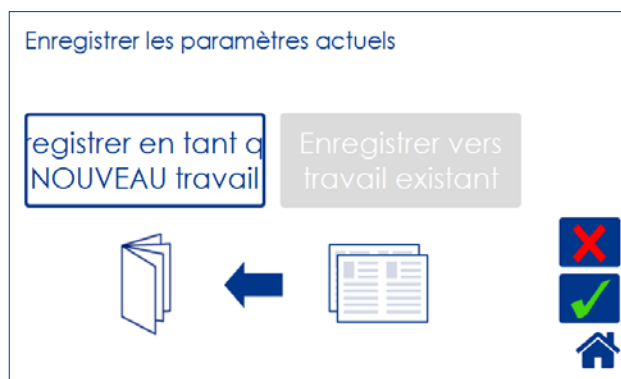 Enregistrer les paramètres actuels
registrer en tant q
NOUVEAU travail
Enregistrer vers
travail existant